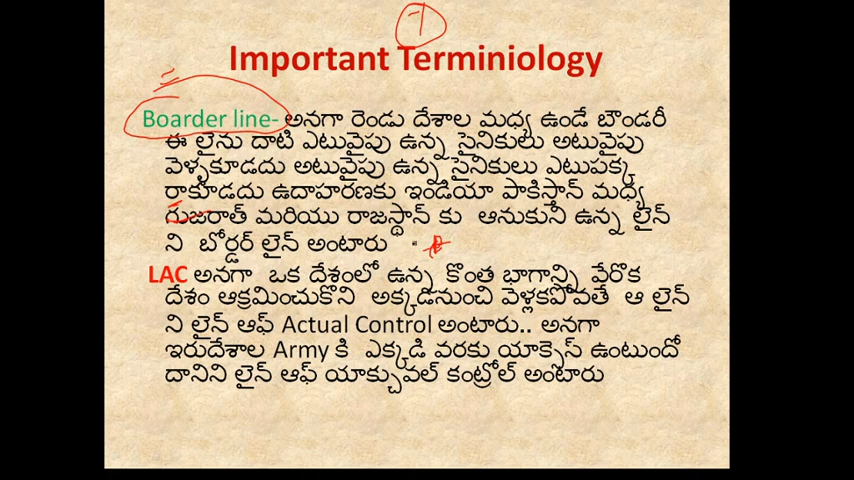 Important Terminiology
Boarder line- అనగా రెండు దేశాల మధ్య ఉండే బౌండరీ
ఈ లైను దాటి ఎటువైపు ఉన్న సైనికులు అటువైపు
వెళ్ళకూడదు అటువైపు ఉన్న సైనికులు ఎటుపక్క
రాకూడదు ఉదాహరణకు ఇండియా పాకిస్తాన్ మధ్య
గుజరాత్ మరియు రాజస్థాన్ కు ఆనుకుని ఉన్న లైన్
ని బోర్డర్ లైన్ అంటారు
LAC అనగా ఒక దేశంలో ఉన్న కొంత భాగాన్ని వేరొక
దేశం ఆక్రమించుకొని అక్కడనుంచి వెళ్లకపోవతే ఆ లైన్
ని లైన్ ఆఫ్ Actual Control అంటారు.. అనగా
ఇరుదేశాల Army కి ఎక్కడి వరకు యాక్సెస్ ఉంటుందో
దానిని లైన్ ఆఫ్ యాక్చువల్ కంట్రోల్ అంటారు